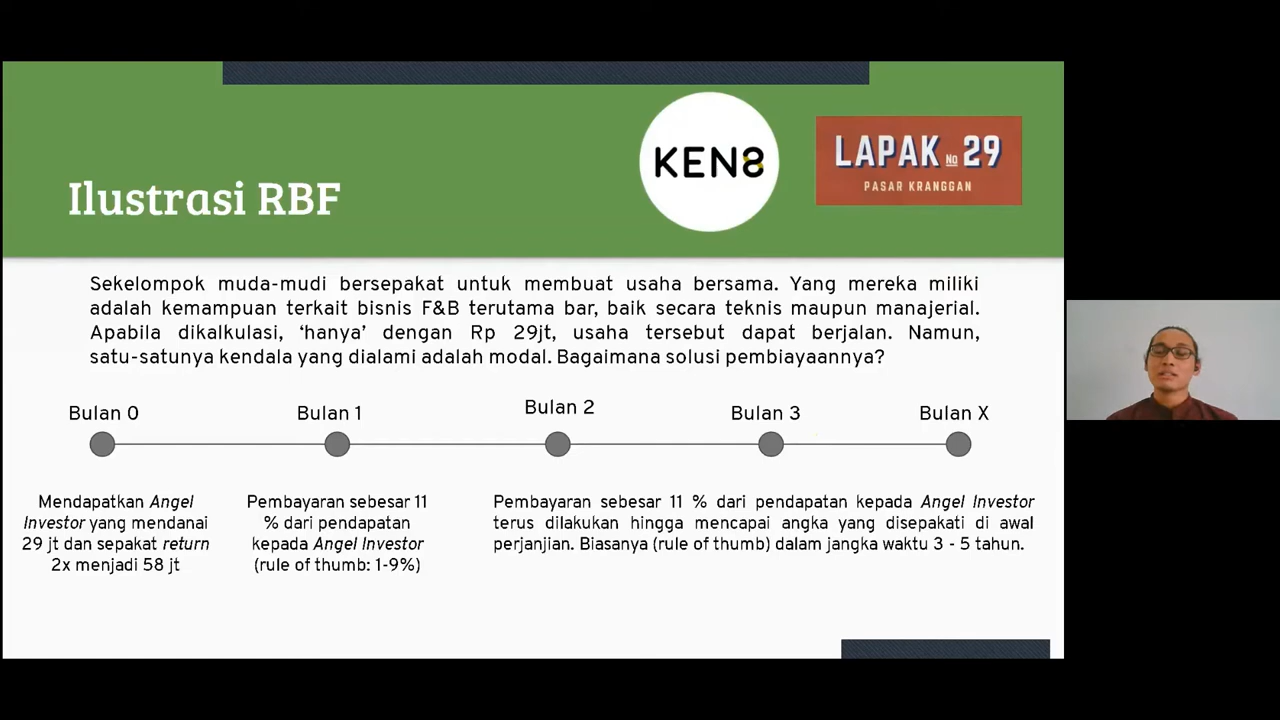 KEN8
LAPAK No 29
PASAR KRANGGAN
Ilustrasi RBF
Sekelompok muda-mudi bersepakat untuk membuat usaha bersama. Yang mereka miliki
adalah kemampuan terkait bisnis F&B terutama bar, baik secara teknis maupun manajerial.
Apabila dikalkulasi, ‘hanya’ dengan Rp 29jt, usaha tersebut dapat berjalan. Namun,
satu-satunya kendala yang dialami adalah modal. Bagaimana solusi pembiayaannya?
Bulan 0
Bulan 1
Bulan 2
Bulan 3
Bulan X
Mendapatkan Angel
Investor yang mendanai
29 jt dan sepakat return
2x menjadi 58 jt
Pembayaran sebesar 11
% dari pendapatan
kepada Angel Investor
(rule of thumb: 1-9%)
Pembayaran sebesar 11 % dari pendapatan kepada Angel Investor
terus dilakukan hingga mencapai angka yang disepakati di awal
perjanjian. Biasanya (rule of thumb) dalam jangka waktu 3 - 5 tahun.